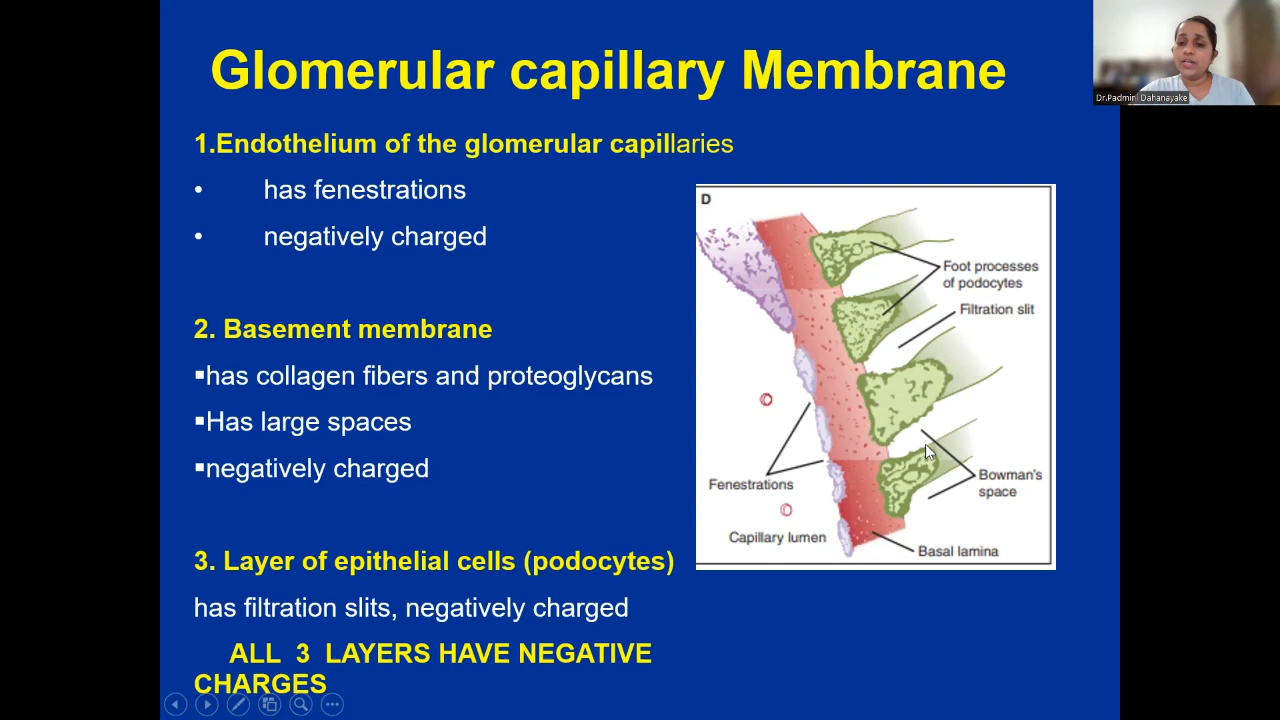 Glomerular capillary Membrane
Dr.Padmini Dahanayake
1.Endothelium of the glomerular capillaries
• has fenestrations
• negatively charged
2. Basement membrane
▪has collagen fibers and proteoglycans
▪Has large spaces
▪negatively charged
3. Layer of epithelial cells (podocytes)
has filtration slits, negatively charged
ALL 3 LAYERS HAVE NEGATIVE
CHARGES
D
Foot processes
of podocytes
Filtration slit
Fenestrations
Bowman's
space
Capillary lumen
Basal lamina